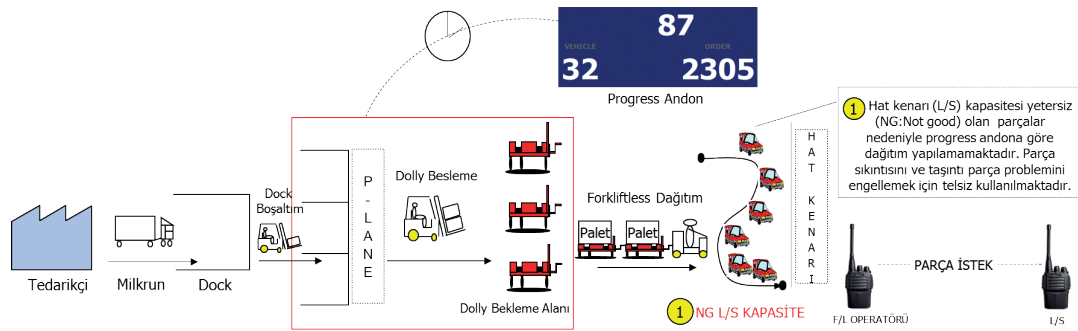 87
VEHICLE
ORDER
32
2305
Progress Andon
1
Hat kenarı (L/S) kapasitesi yetersiz
(NG:Not good) olan parçalar
nedeniyle progress andona göre
dağıtım yapılamamaktadır. Parça
sıkıntısını ve taşıntı parça problemini
engellemek için telsiz kullanılmaktadır.
Tedarikçi
Milkrun
Dock
Dock
Boşaltım
P
-
L
A
N
E
Dolly Besleme
Dolly Bekleme Alanı
Forkliftless Dağıtım
Palet
Palet
1
NG L/S KAPASİTE
H
A
T
K
E
N
A
R
I
PARÇA İSTEK
F/L OPERATÖRÜ
L/S